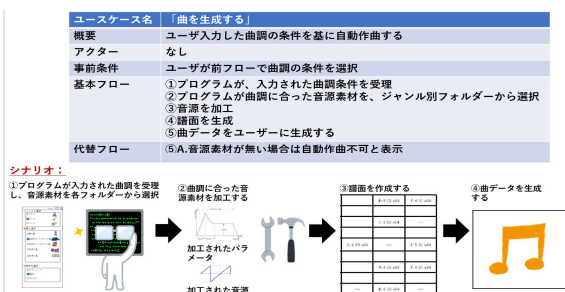 ユースケース名 「曲を生成する」
概要 ユーザ入力した曲調の条件を基に自動作曲する
アクター なし
事前条件 ユーザが前フローで曲調の条件を選択
基本フロー ①プログラムが、入力された曲調条件を受理
②プログラムが曲調に合った音源素材を、ジャンル別フォルダーから選択
③音源を加工
④譜面を生成
⑤曲データをユーザーに生成する
代替フロー ⑤A.音源素材が無い場合は自動作曲不可と表示
シナリオ：
①プログラムが入力された曲調を受理
し、音源素材を各フォルダーから選択
②曲調に合った音
源素材を加工する
加工されたパラ
メータ
加工された音源
③譜面を作成する
④曲データを生成
する